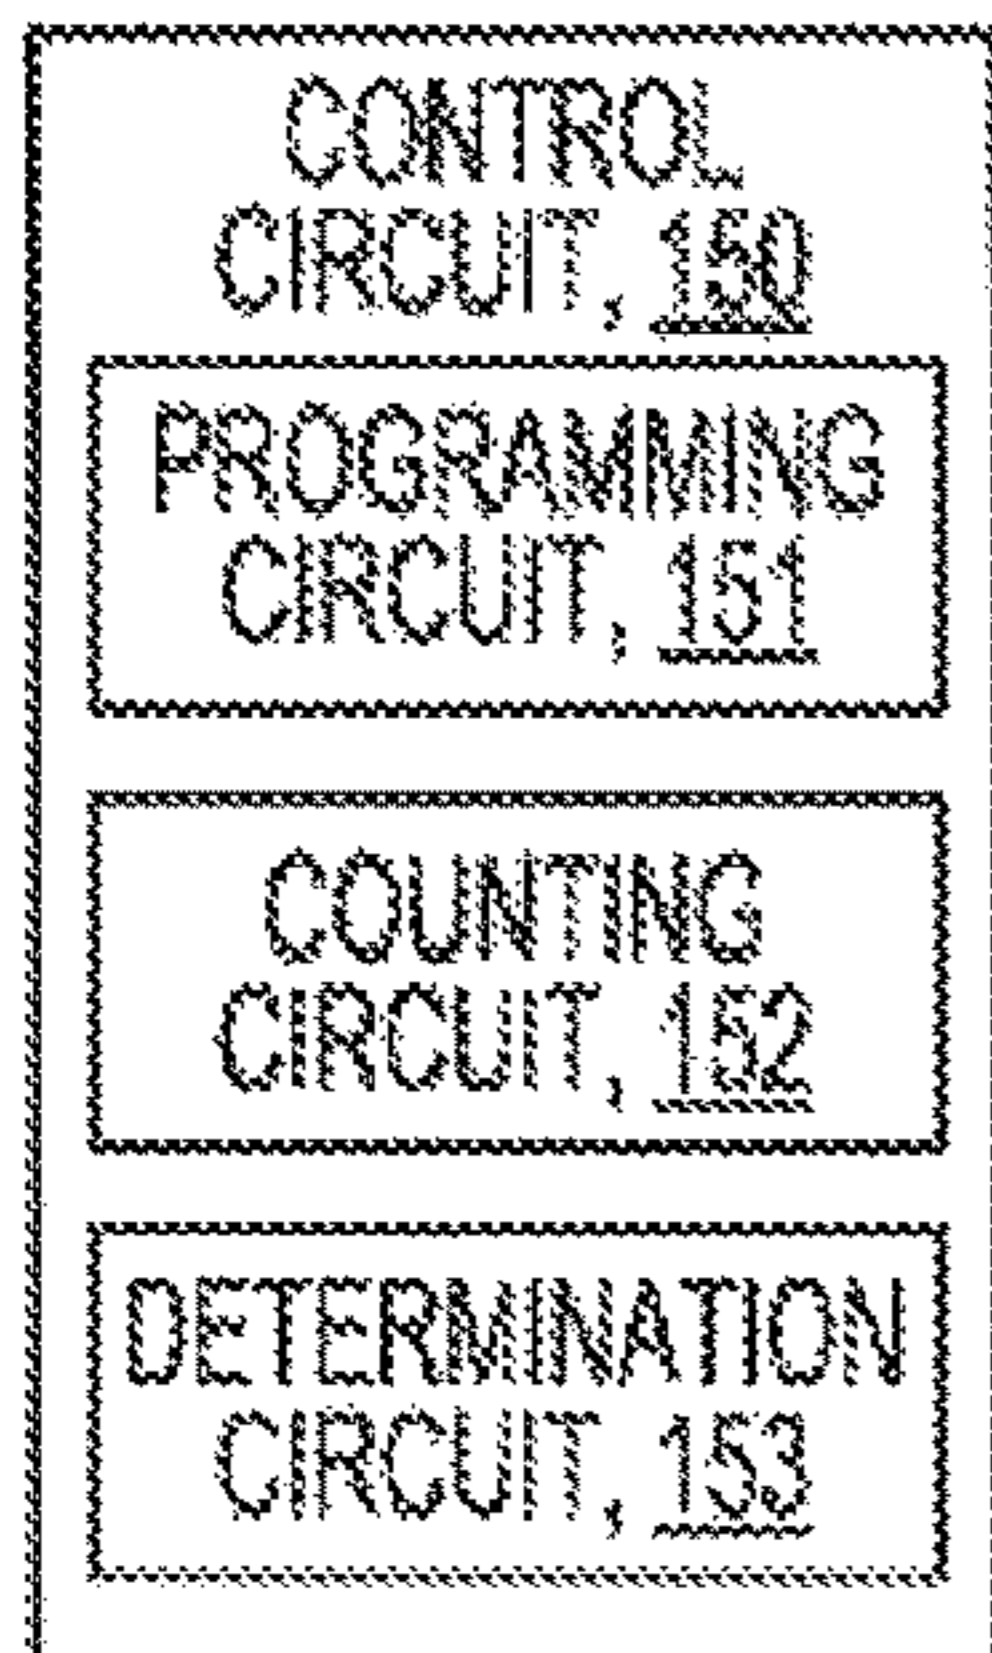 CONTROL
CIRCUIT, 150
PROGRAMMING
CIRCUIT, 151
COUNTING
CIRCUIT, 152
DETERMINATION
CIRCUIT, 153